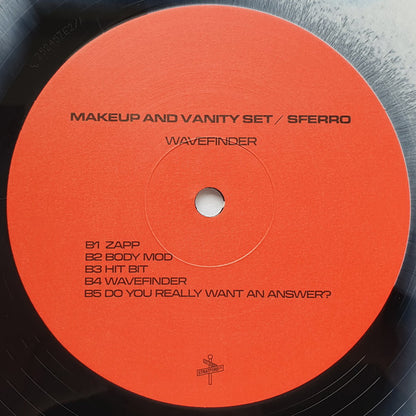 MAKEUP AND VANITY SET / SFERRO
WAVEFINDER
B1 ZAPP
B2 BODY MOD
B3 HIT BIT
B4 WAVEFINDER
B5 DO YOU REALLY WANT AN ANSWER?